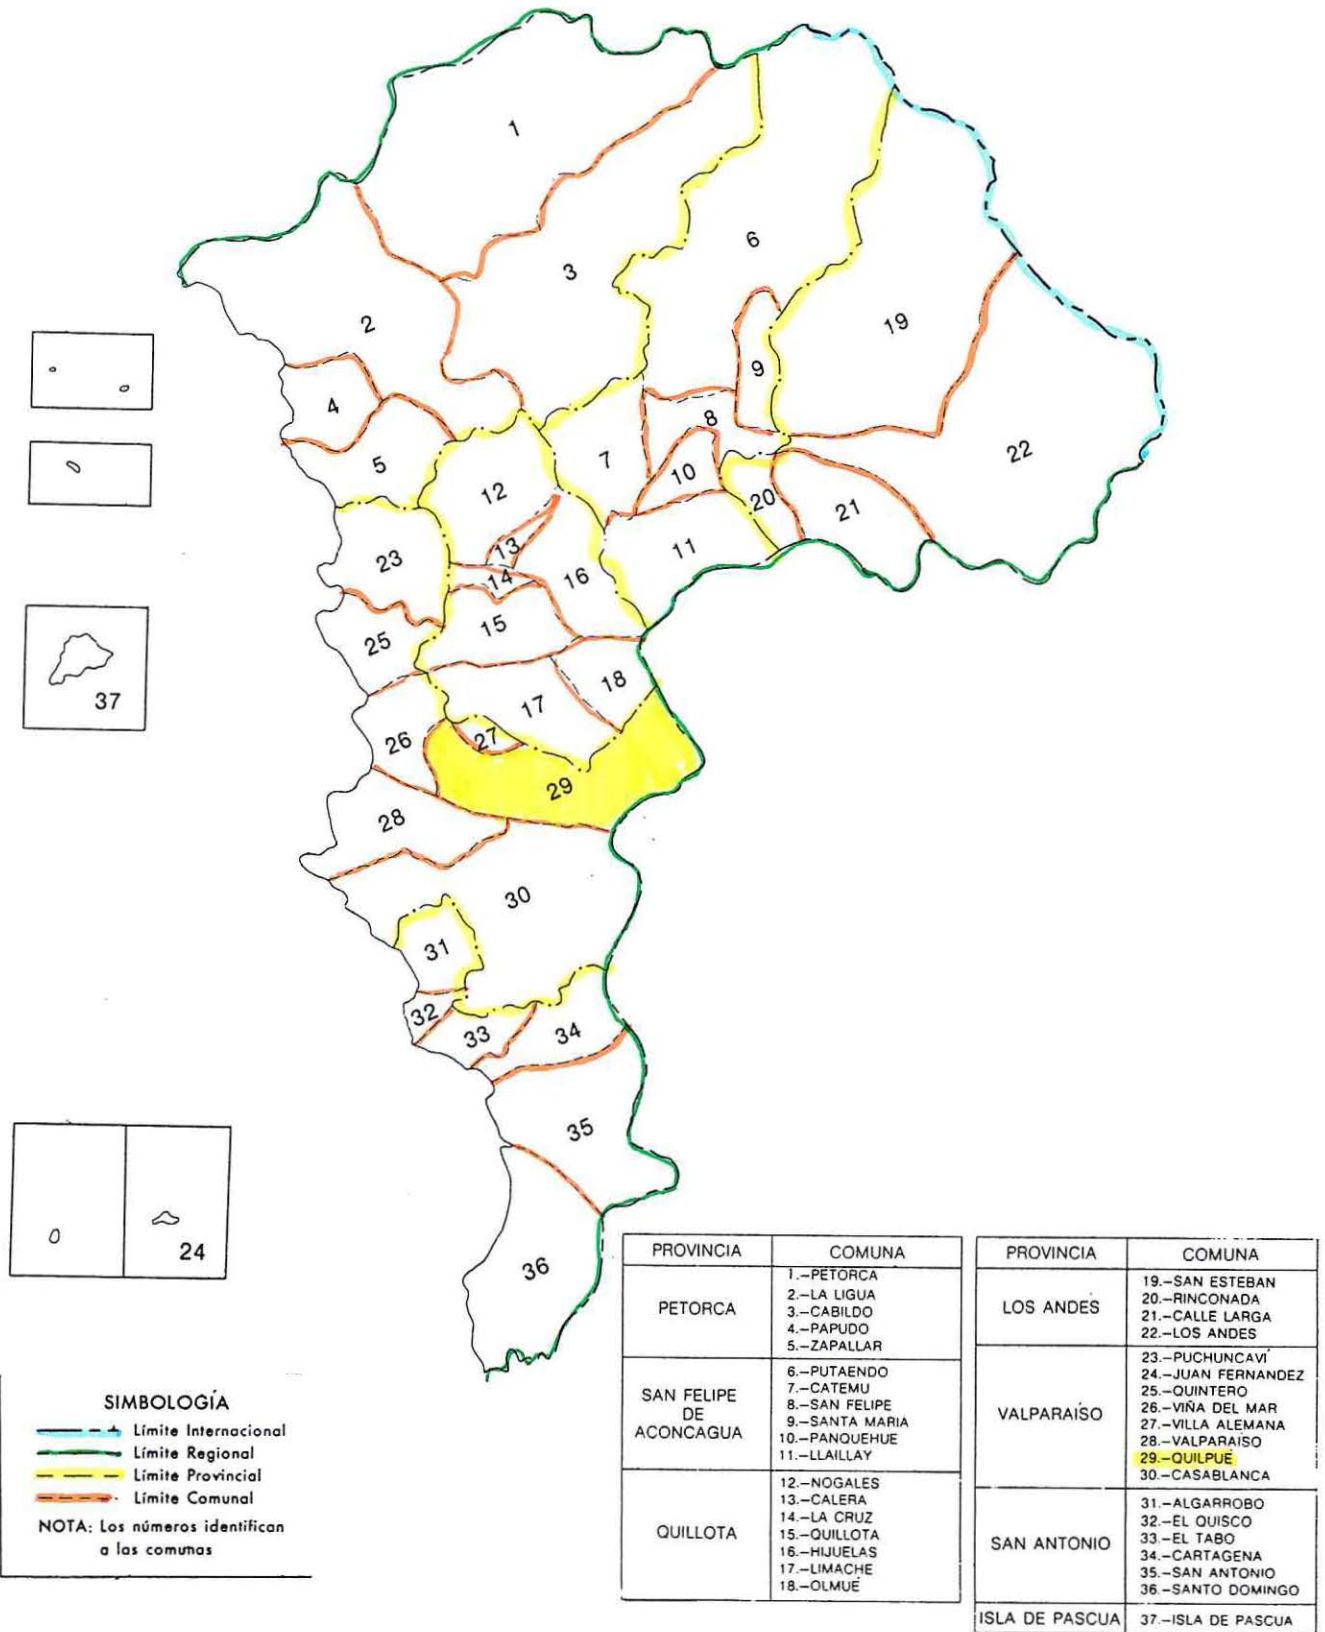 1
6
3
19
2
9
4
8
22
5
7
10
12
20
21
13
11
23
14
16
15
25
18
37
17
27
26
29
28
30
31
32
33
34
35
24
36
PROVINCIA COMUNA
PETORCA
1.-PETORCA
2.-LA LIGUA
3.-CABILDO
4.-PAPUDO
5.-ZAPALLAR
SAN FELIPE
DE
ACONCAGUA
6.-PUTAENDO
7.-CATEMU
8.-SAN FELIPE
9.-SANTA MARIA
10.-PANQUEHUE
11.-LLAILLAY
QUILLOTA
12.-NOGALES
13.-CALERA
14.-LA CRUZ
15.-QUILLOTA
16.-HIJUELAS
17.-LIMACHE
18.-OLMUÉ
PROVINCIA COMUNA
LOS ANDES
19.-SAN ESTEBAN
20.-RINCONADA
21.-CALLE LARGA
22.-LOS ANDES
VALPARAÍSO
23.-PUCHUNCAVÍ
24.-JUAN FERNANDEZ
25.-QUINTERO
26.-VIÑA DEL MAR
27.-VILLA ALEMANA
28.-VALPARAÍSO
29.-QUILPUÉ
30.-CASABLANCA
SAN ANTONIO
31.-ALGARROBO
32.-EL QUISCO
33.-EL TABO
34.-CARTAGENA
35.-SAN ANTONIO
36.-SANTO DOMINGO
ISLA DE PASCUA 37.-ISLA DE PASCUA
SIMBOLOGÍA
Límite Internacional
Límite Regional
Límite Provincial
Límite Comunal
NOTA: Los números identifican
a las comunas